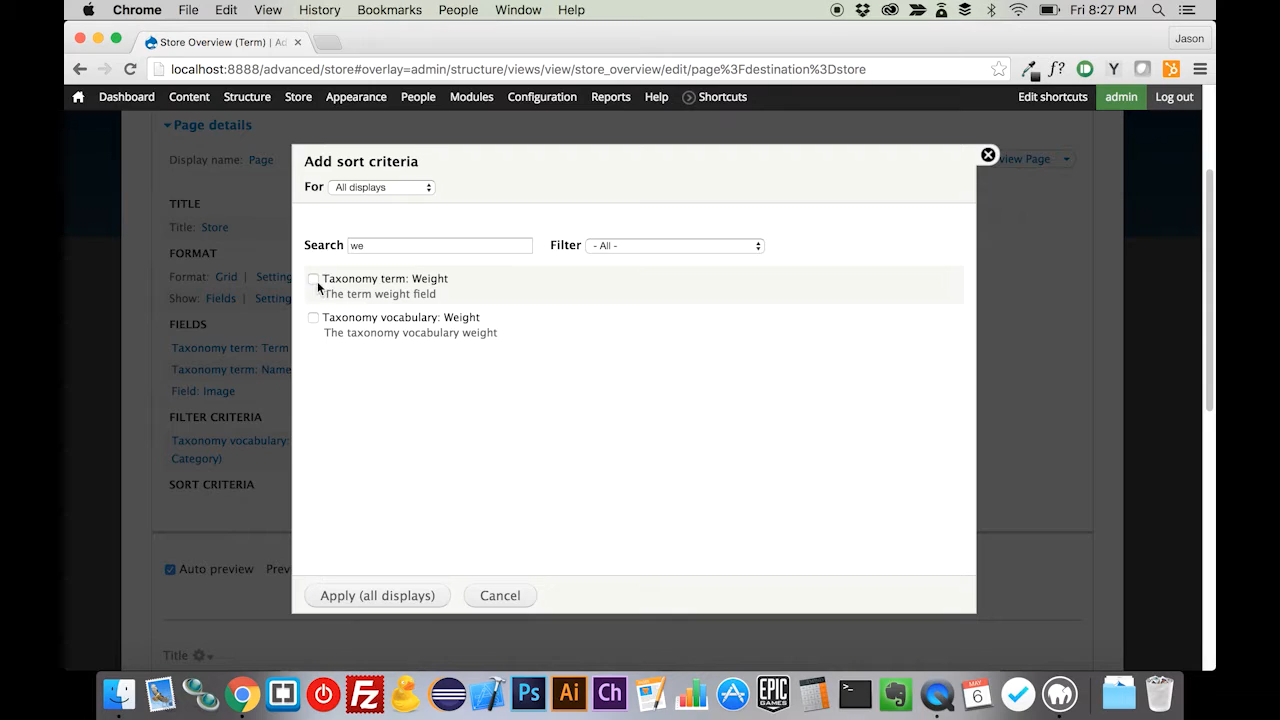 Chrome File Edit View History Bookmarks People Window Help Fri 8:27 PM
Store Overview (Term) | Ad Jason
localhost:8888/advanced/store#overlay=admin/structure/views/view/store_overview/edit/page%3Fdestination%3Dstore f? Y
Dashboard Content Structure Store Appearance People Modules Configuration Reports Help Shortcuts Edit shortcuts admin Log out
Page details
Display name: Page view Page
Add sort criteria
For All displays
TITLE
Title: Store
FORMAT
Format: Grid | Setting
Show: Fields | Setting
FIELDS
Taxonomy term: Term
Taxonomy term: Name
Field: Image
FILTER CRITERIA
Taxonomy vocabulary:
Category)
SORT CRITERIA
Search we Filter - All -
Taxonomy term: Weight
The term weight field
Taxonomy vocabulary: Weight
The taxonomy vocabulary weight
Auto preview Prev
Apply (all displays) Cancel
Title
Fz Ps Ai Ch EPIC GAMES MAY 6